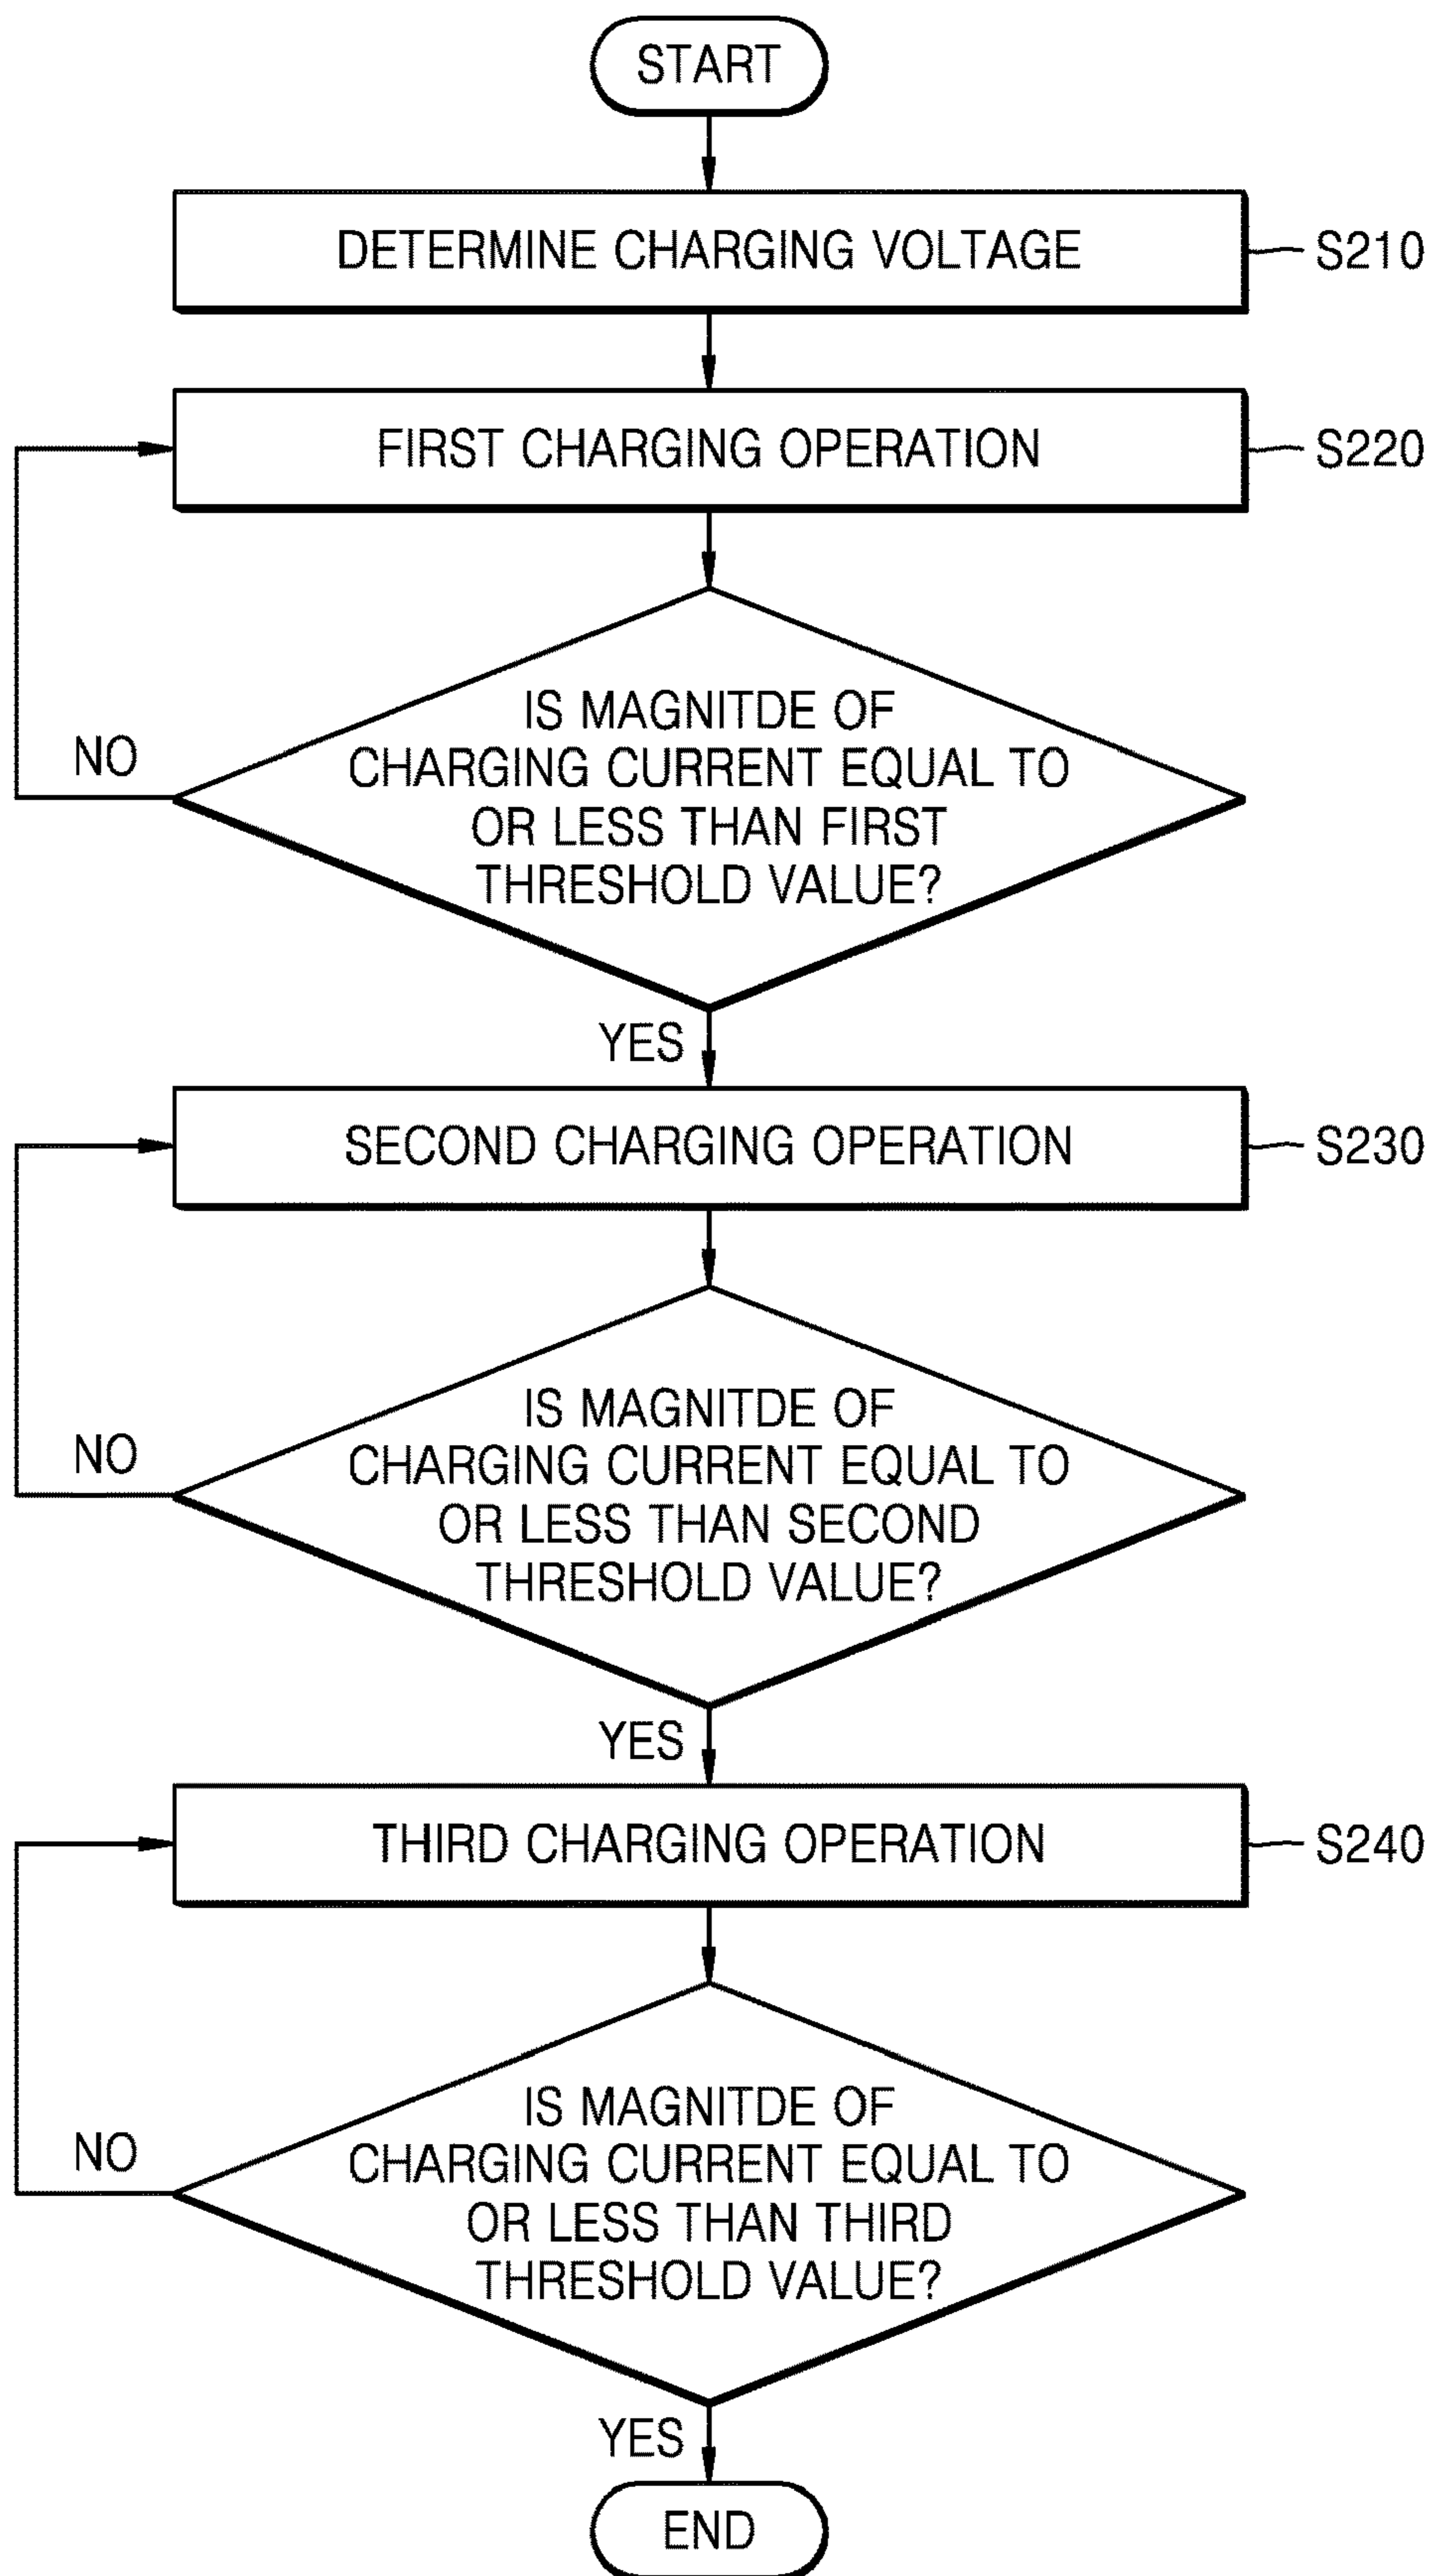 START
DETERMINE CHARGING VOLTAGE
S210
FIRST CHARGING OPERATION
S220
IS MAGNITDE OF
CHARGING CURRENT EQUAL TO
OR LESS THAN FIRST
THRESHOLD VALUE?
NO
YES
SECOND CHARGING OPERATION
S230
IS MAGNITDE OF
CHARGING CURRENT EQUAL TO
OR LESS THAN SECOND
THRESHOLD VALUE?
NO
YES
THIRD CHARGING OPERATION
S240
IS MAGNITDE OF
CHARGING CURRENT EQUAL TO
OR LESS THAN THIRD
THRESHOLD VALUE?
NO
YES
END